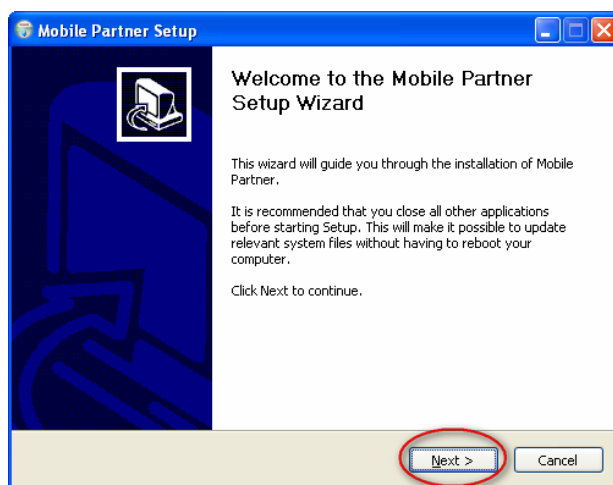 Mobile Partner Setup
Welcome to the Mobile Partner
Setup Wizard
This wizard will guide you through the installation of Mobile
Partner.
It is recommended that you close all other applications
before starting Setup. This will make it possible to update
relevant system files without having to reboot your
computer.
Click Next to continue.
Next >
Cancel